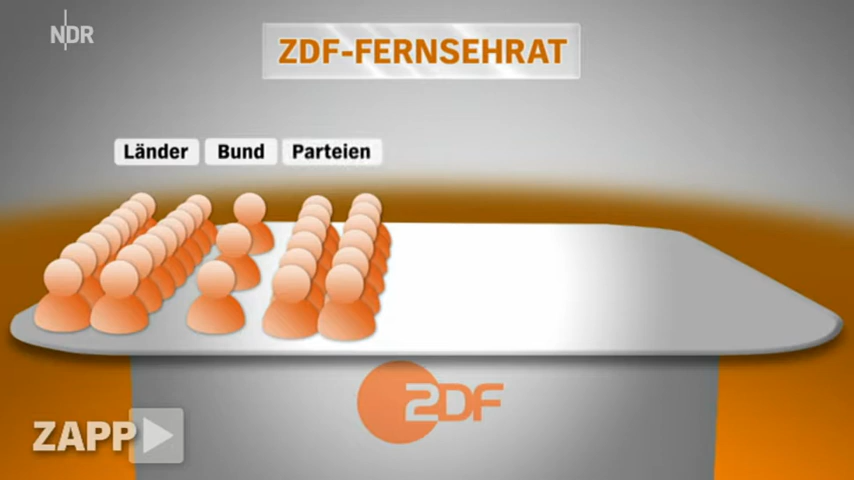 NDR
ZDF-FERNSEHRAT
Länder Bund Parteien
ZDF
ZAPP